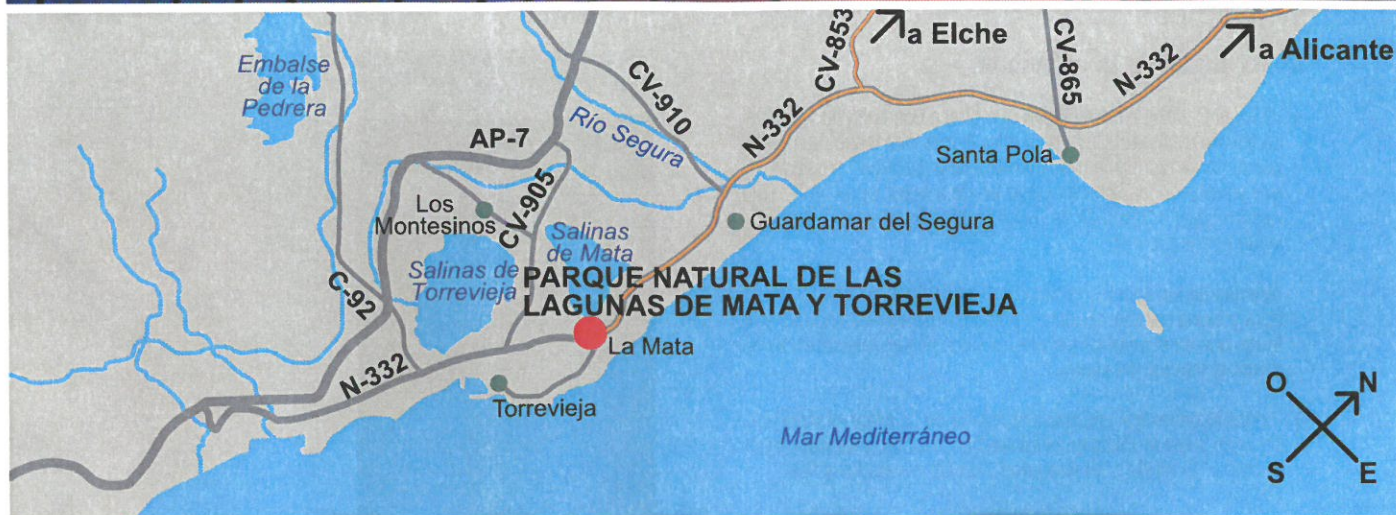 a Elche
a Alicante
CV-853
CV-865
N-332
Embalse
de la
Pedrera
CV-910
N-332
Río Segura
AP-7
Santa Pola
CV-905
Los
Montesinos
Guardamar del Segura
Salinas
de Mata
Salinas de
Torrevieja
PARQUE NATURAL DE LAS
LAGUNAS DE MATA Y TORREVIEJA
C-92
La Mata
N-332
Torrevieja
Mar Mediterráneo
O
N
S
E